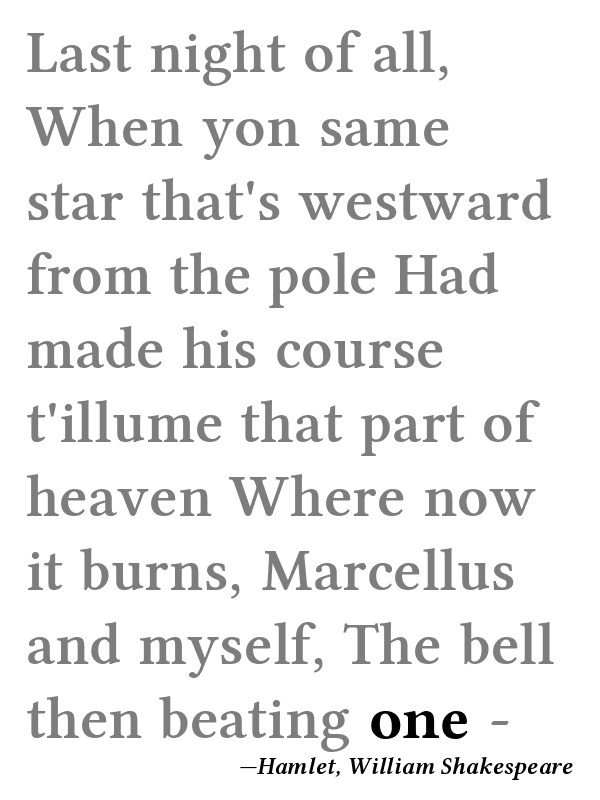 Last night of all,
When yon same
star that's westward
from the pole Had
made his course
t'illume that part of
heaven Where now
it burns, Marcellus
and myself, The bell
then beating one -
—Hamlet, William Shakespeare